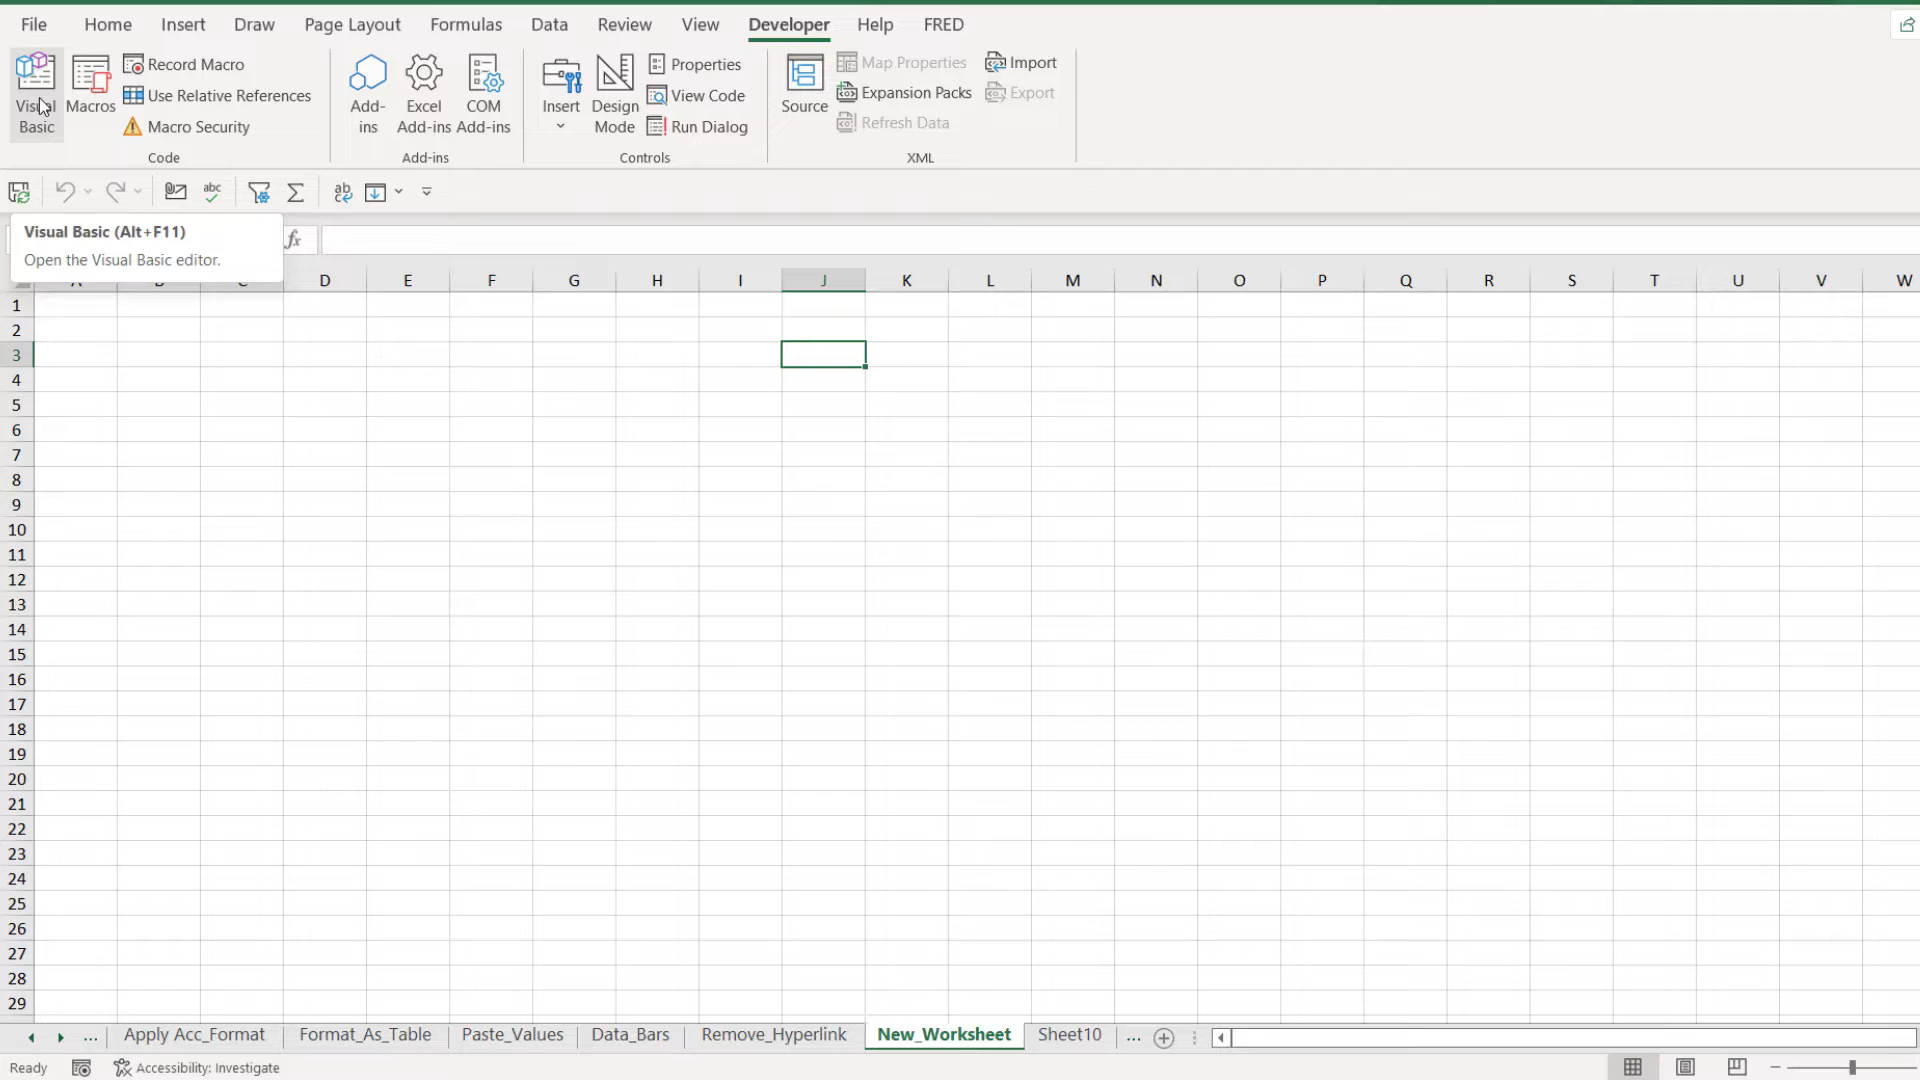 File Home Insert Draw Page Layout Formulas Data Review View Developer Help FRED
Visual Basic
Macros
Record Macro
Use Relative References
Macro Security
Code
Add-ins
Excel Add-ins
COM Add-ins
Add-ins
Insert
Design Mode
Properties
View Code
Run Dialog
Controls
Source
Map Properties
Expansion Packs
Refresh Data
Import
Export
XML
abc
ab
Visual Basic (Alt+F11)
Open the Visual Basic editor.
fx
D E F G H I J K L M N O P Q R S T U V W
1
2
3
4
5
6
7
8
9
10
11
12
13
14
15
16
17
18
19
20
21
22
23
24
25
26
27
28
29
... Apply Acc_Format Format_As_Table Paste_Values Data_Bars Remove_Hyperlink New_Worksheet Sheet10 ...
Ready Accessibility: Investigate